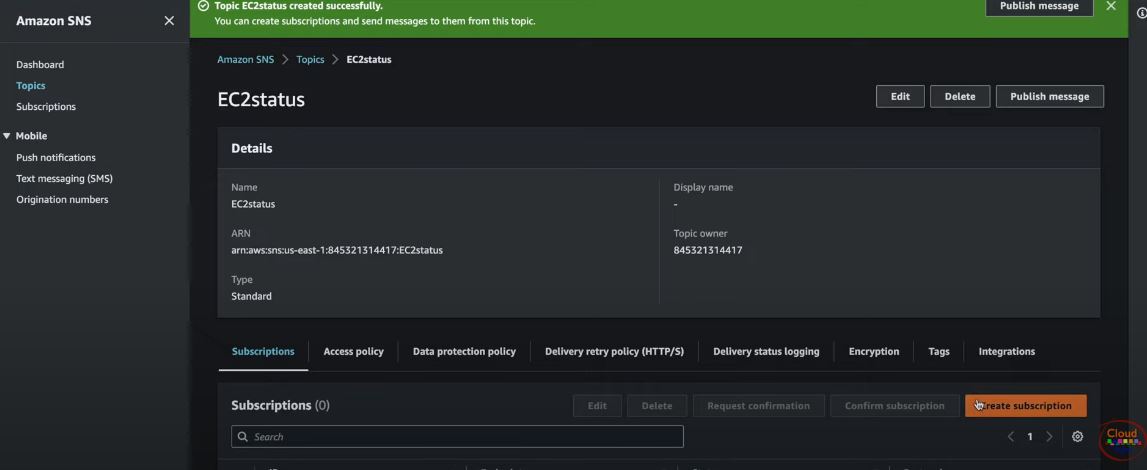 Amazon SNS
Topic EC2status created successfully.
You can create subscriptions and send messages to them from this topic.
Publish message
Dashboard
Topics
Subscriptions
Mobile
Push notifications
Text messaging (SMS)
Origination numbers
Amazon SNS > Topics > EC2status
EC2status
Edit Delete Publish message
Details
Name
EC2status
Display name
-
ARN
arn:aws:sns:us-east-1:845321314417:EC2status
Topic owner
845321314417
Type
Standard
Subscriptions Access policy Data protection policy Delivery retry policy (HTTP/S) Delivery status logging Encryption Tags Integrations
Subscriptions (0)
Edit Delete Request confirmation Confirm subscription Create subscription
Search
< 1 >
Cloud